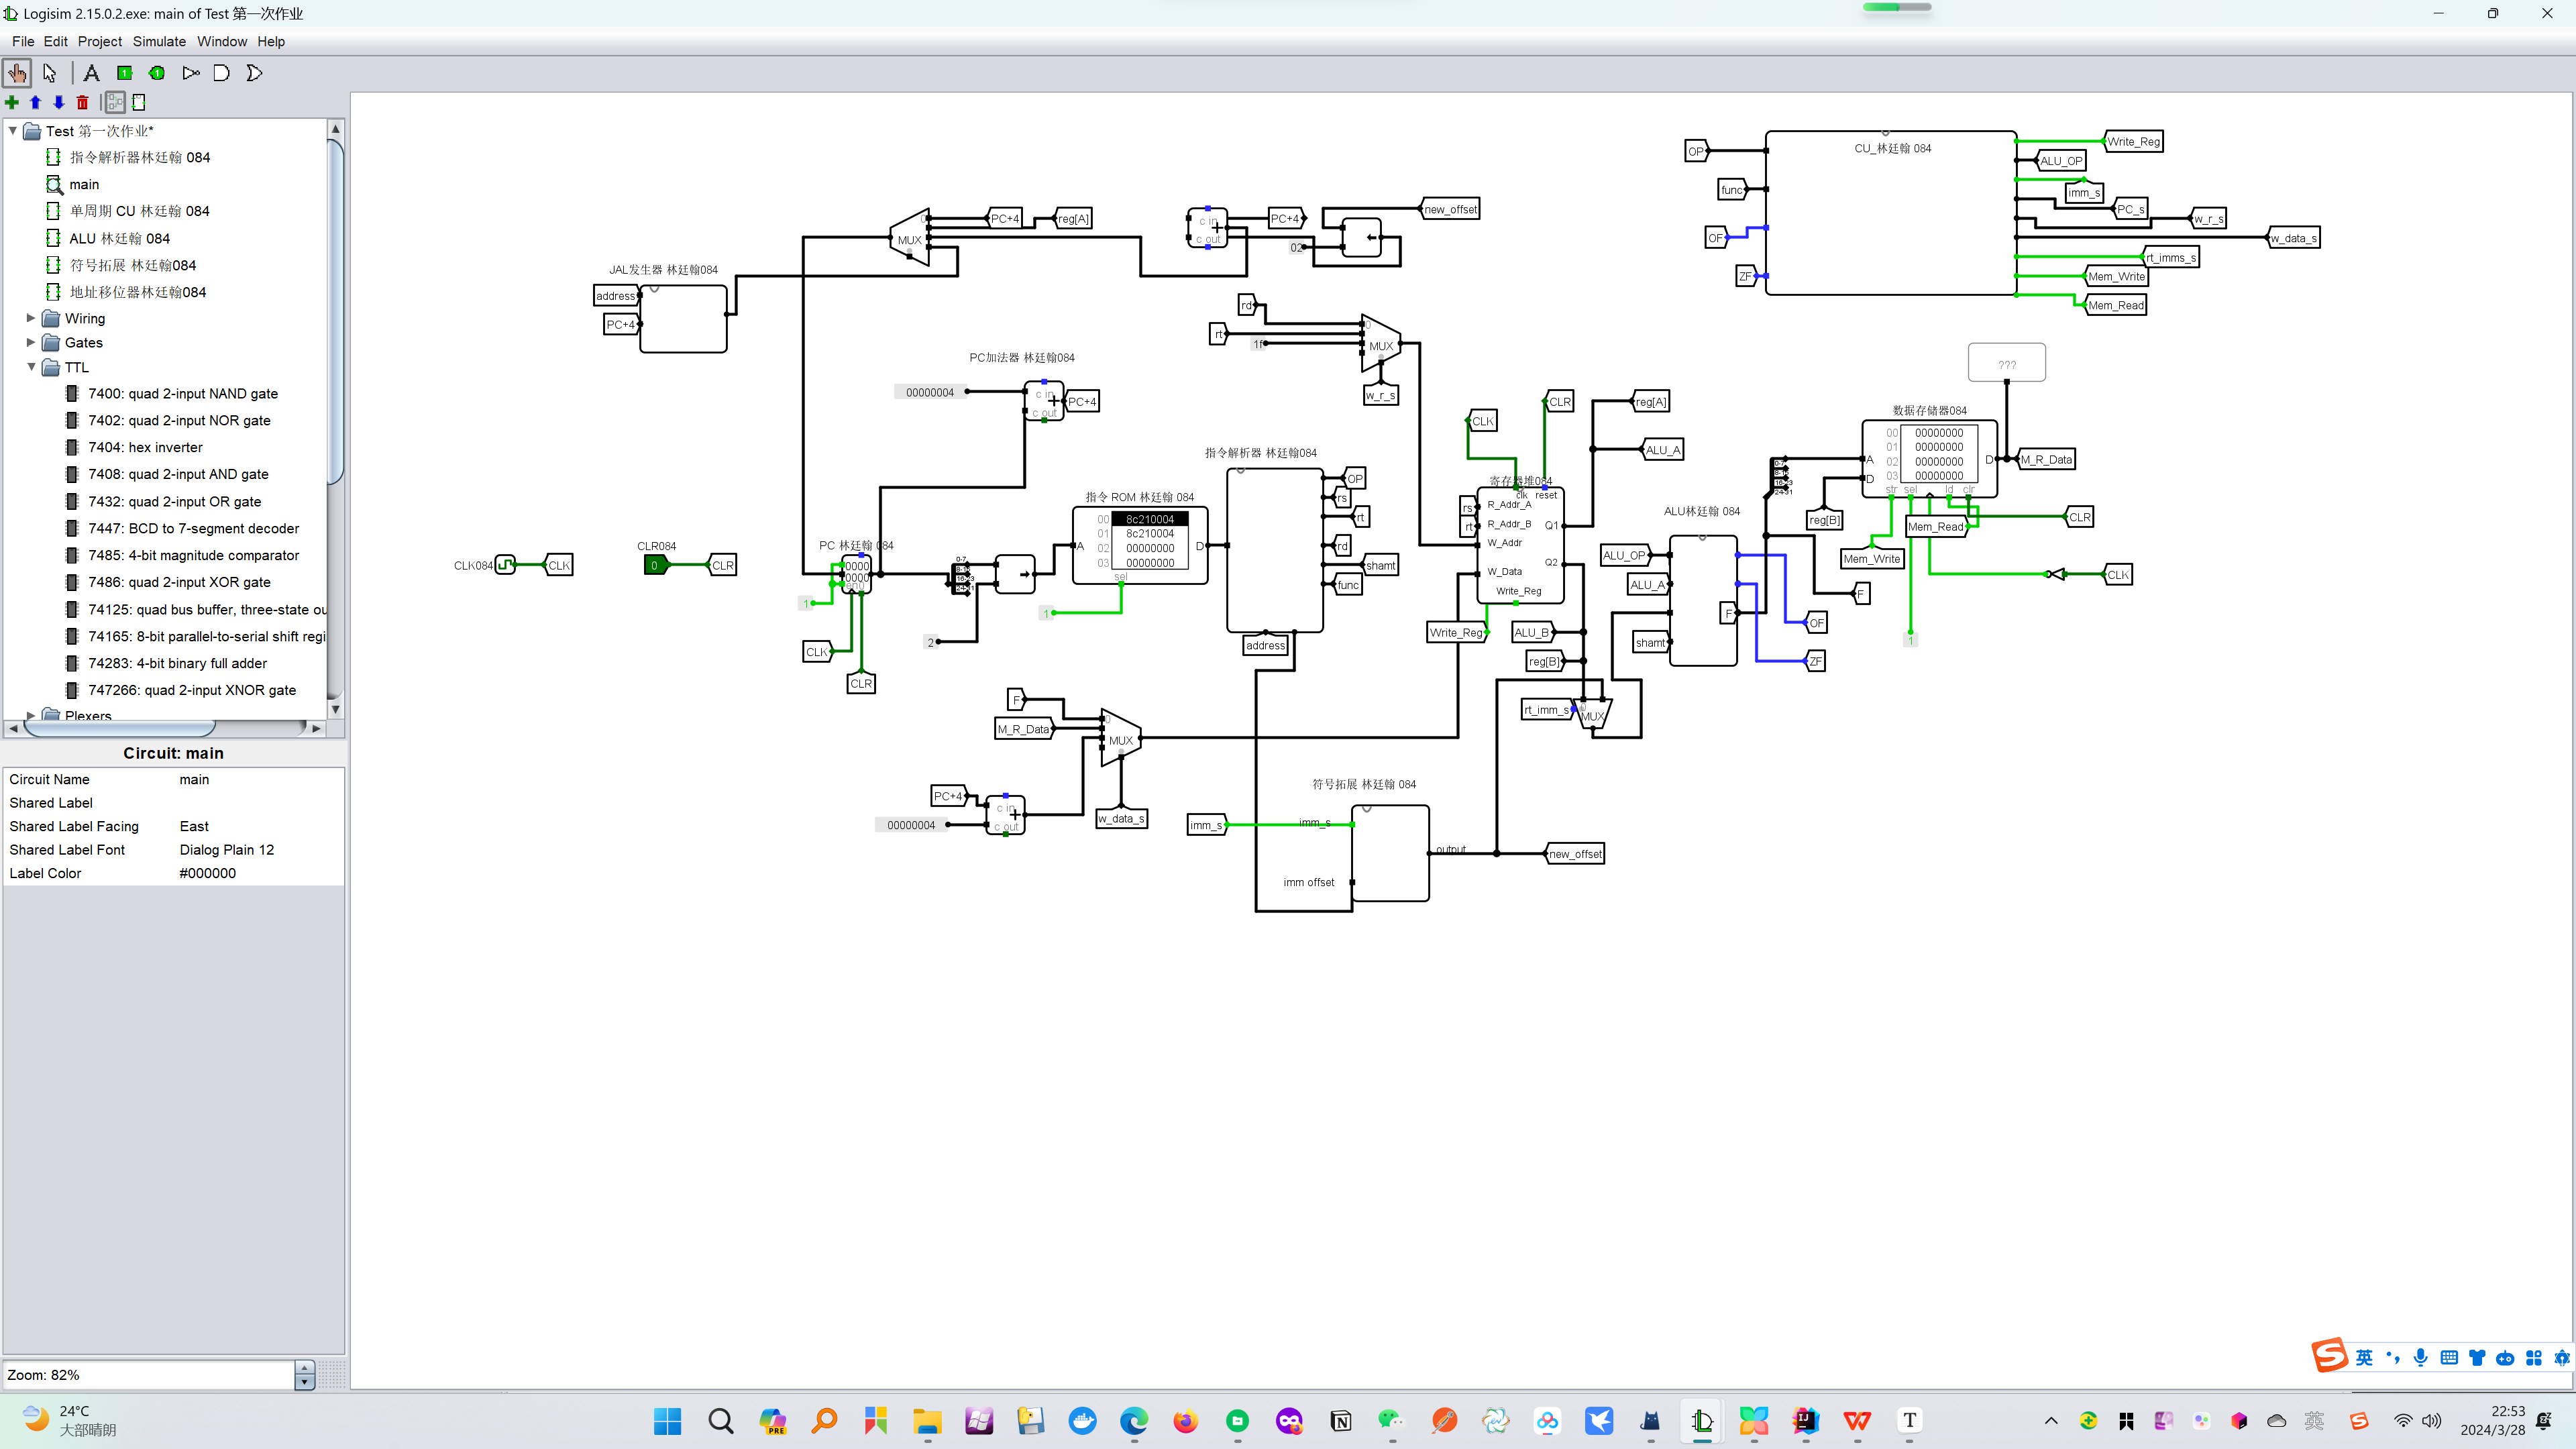 Logisim 2.15.0.2.exe: main of Test 第一次作业
File Edit Project Simulate Window Help
Test 第一次作业*
指令解析器林廷翰 084
main
单周期 CU 林廷翰 084
ALU 林廷翰 084
符号拓展 林廷翰084
地址移位器林廷翰084
Wiring
Gates
TTL
7400: quad 2-input NAND gate
7402: quad 2-input NOR gate
7404: hex inverter
7408: quad 2-input AND gate
7432: quad 2-input OR gate
7447: BCD to 7-segment decoder
7485: 4-bit magnitude comparator
7486: quad 2-input XOR gate
74125: quad bus buffer, three-state ou
74165: 8-bit parallel-to-serial shift regi
74283: 4-bit binary full adder
747266: quad 2-input XNOR gate
Plexers
Circuit: main
Circuit Name main
Shared Label
Shared Label Facing East
Shared Label Font Dialog Plain 12
Label Color #000000
Zoom: 82%
CU_林廷翰 084
OP
func
OF
ZF
Write_Reg
ALU_OP
imm_s
PC_s
w_r_s
w_data_s
rt_imms_s
Mem_Write
Mem_Read
MUX
PC+4
reg[A]
c in
c out
PC+4
new_offset
02
JAL发生器 林廷翰084
address
PC+4
rd
rt
1f
MUX
w_r_s
PC加法器 林廷翰084
00000004
c in
c out
PC+4
???
数据存储器084
00 00000000
01 00000000
02 00000000
03 00000000
A
D
D
str sel ld clr
M_R_Data
reg[B]
Mem_Read
CLR
Mem_Write
CLK
1
CLK
CLR
reg[A]
ALU_A
寄存器堆084
clk reset
rs
rt
R_Addr_A
R_Addr_B
W_Addr
W_Data
Write_Reg
Q1
Q2
Write_Reg
ALU_B
reg[B]
rt_imm_s
MUX
ALU林廷翰 084
ALU_OP
ALU_A
shamt
F
F
OF
ZF
指令解析器 林廷翰084
OP
rs
rt
rd
shamt
func
address
指令 ROM 林廷翰 084
00 8c210004
01 8c210004
02 00000000
03 00000000
A
D
sel
1
CLK084
CLK
CLR084
0
CLR
PC 林廷翰 084
1
CLK
CLR
2
F
M_R_Data
MUX
w_data_s
PC+4
00000004
c in
c out
符号拓展 林廷翰 084
imm_s
imm_s
imm offset
output
new_offset
英
24°C
大部晴朗
英
22:53
2024/3/28